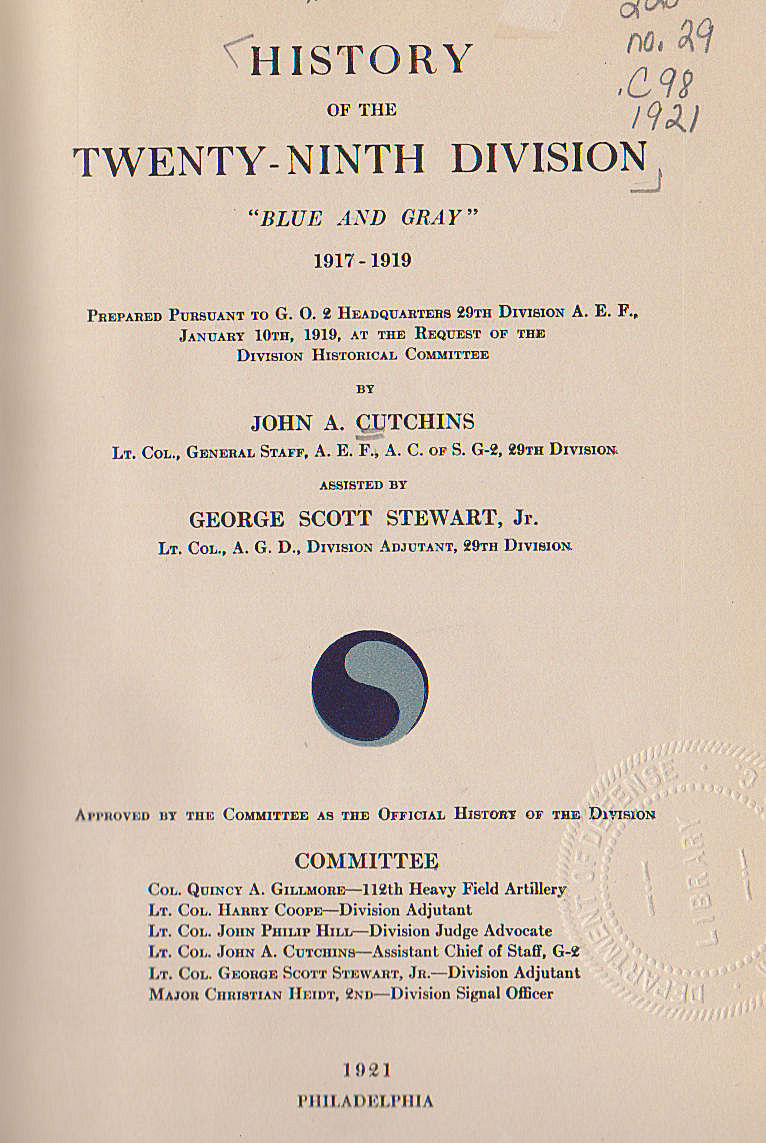 no. 29
.C98
1921
HISTORY
OF THE
TWENTY-NINTH DIVISION
"BLUE AND GRAY"
1917-1919
PREPARED PURSUANT TO G. O. 2 HEADQUARTERS 29TH DIVISION A. E. F.,
JANUARY 10TH, 1919, AT THE REQUEST OF THE
DIVISION HISTORICAL COMMITTEE
BY
JOHN A. CUTCHINS
LT. COL., GENERAL STAFF, A. E. F., A. C. OF S. G-2, 29TH DIVISION.
ASSISTED BY
GEORGE SCOTT STEWART, Jr.
LT. COL., A. G. D., DIVISION ADJUTANT, 29TH DIVISION.
APPROVED BY THE COMMITTEE AS THE OFFICIAL HISTORY OF THE DIVISION
COMMITTEE
COL. QUINCY A. GILLMORE—112th Heavy Field Artillery
LT. COL. HARRY COOPE—Division Adjutant
LT. COL. JOHN PHILIP HILL—Division Judge Advocate
LT. COL. JOHN A. CUTCHINS—Assistant Chief of Staff, G-2
LT. COL. GEORGE SCOTT STEWART, JR.—Division Adjutant
MAJOR CHRISTIAN HEIDT, 2ND—Division Signal Officer
DEPARTMENT OF DEFENSE
LIBRARY
1921
PHILADELPHIA